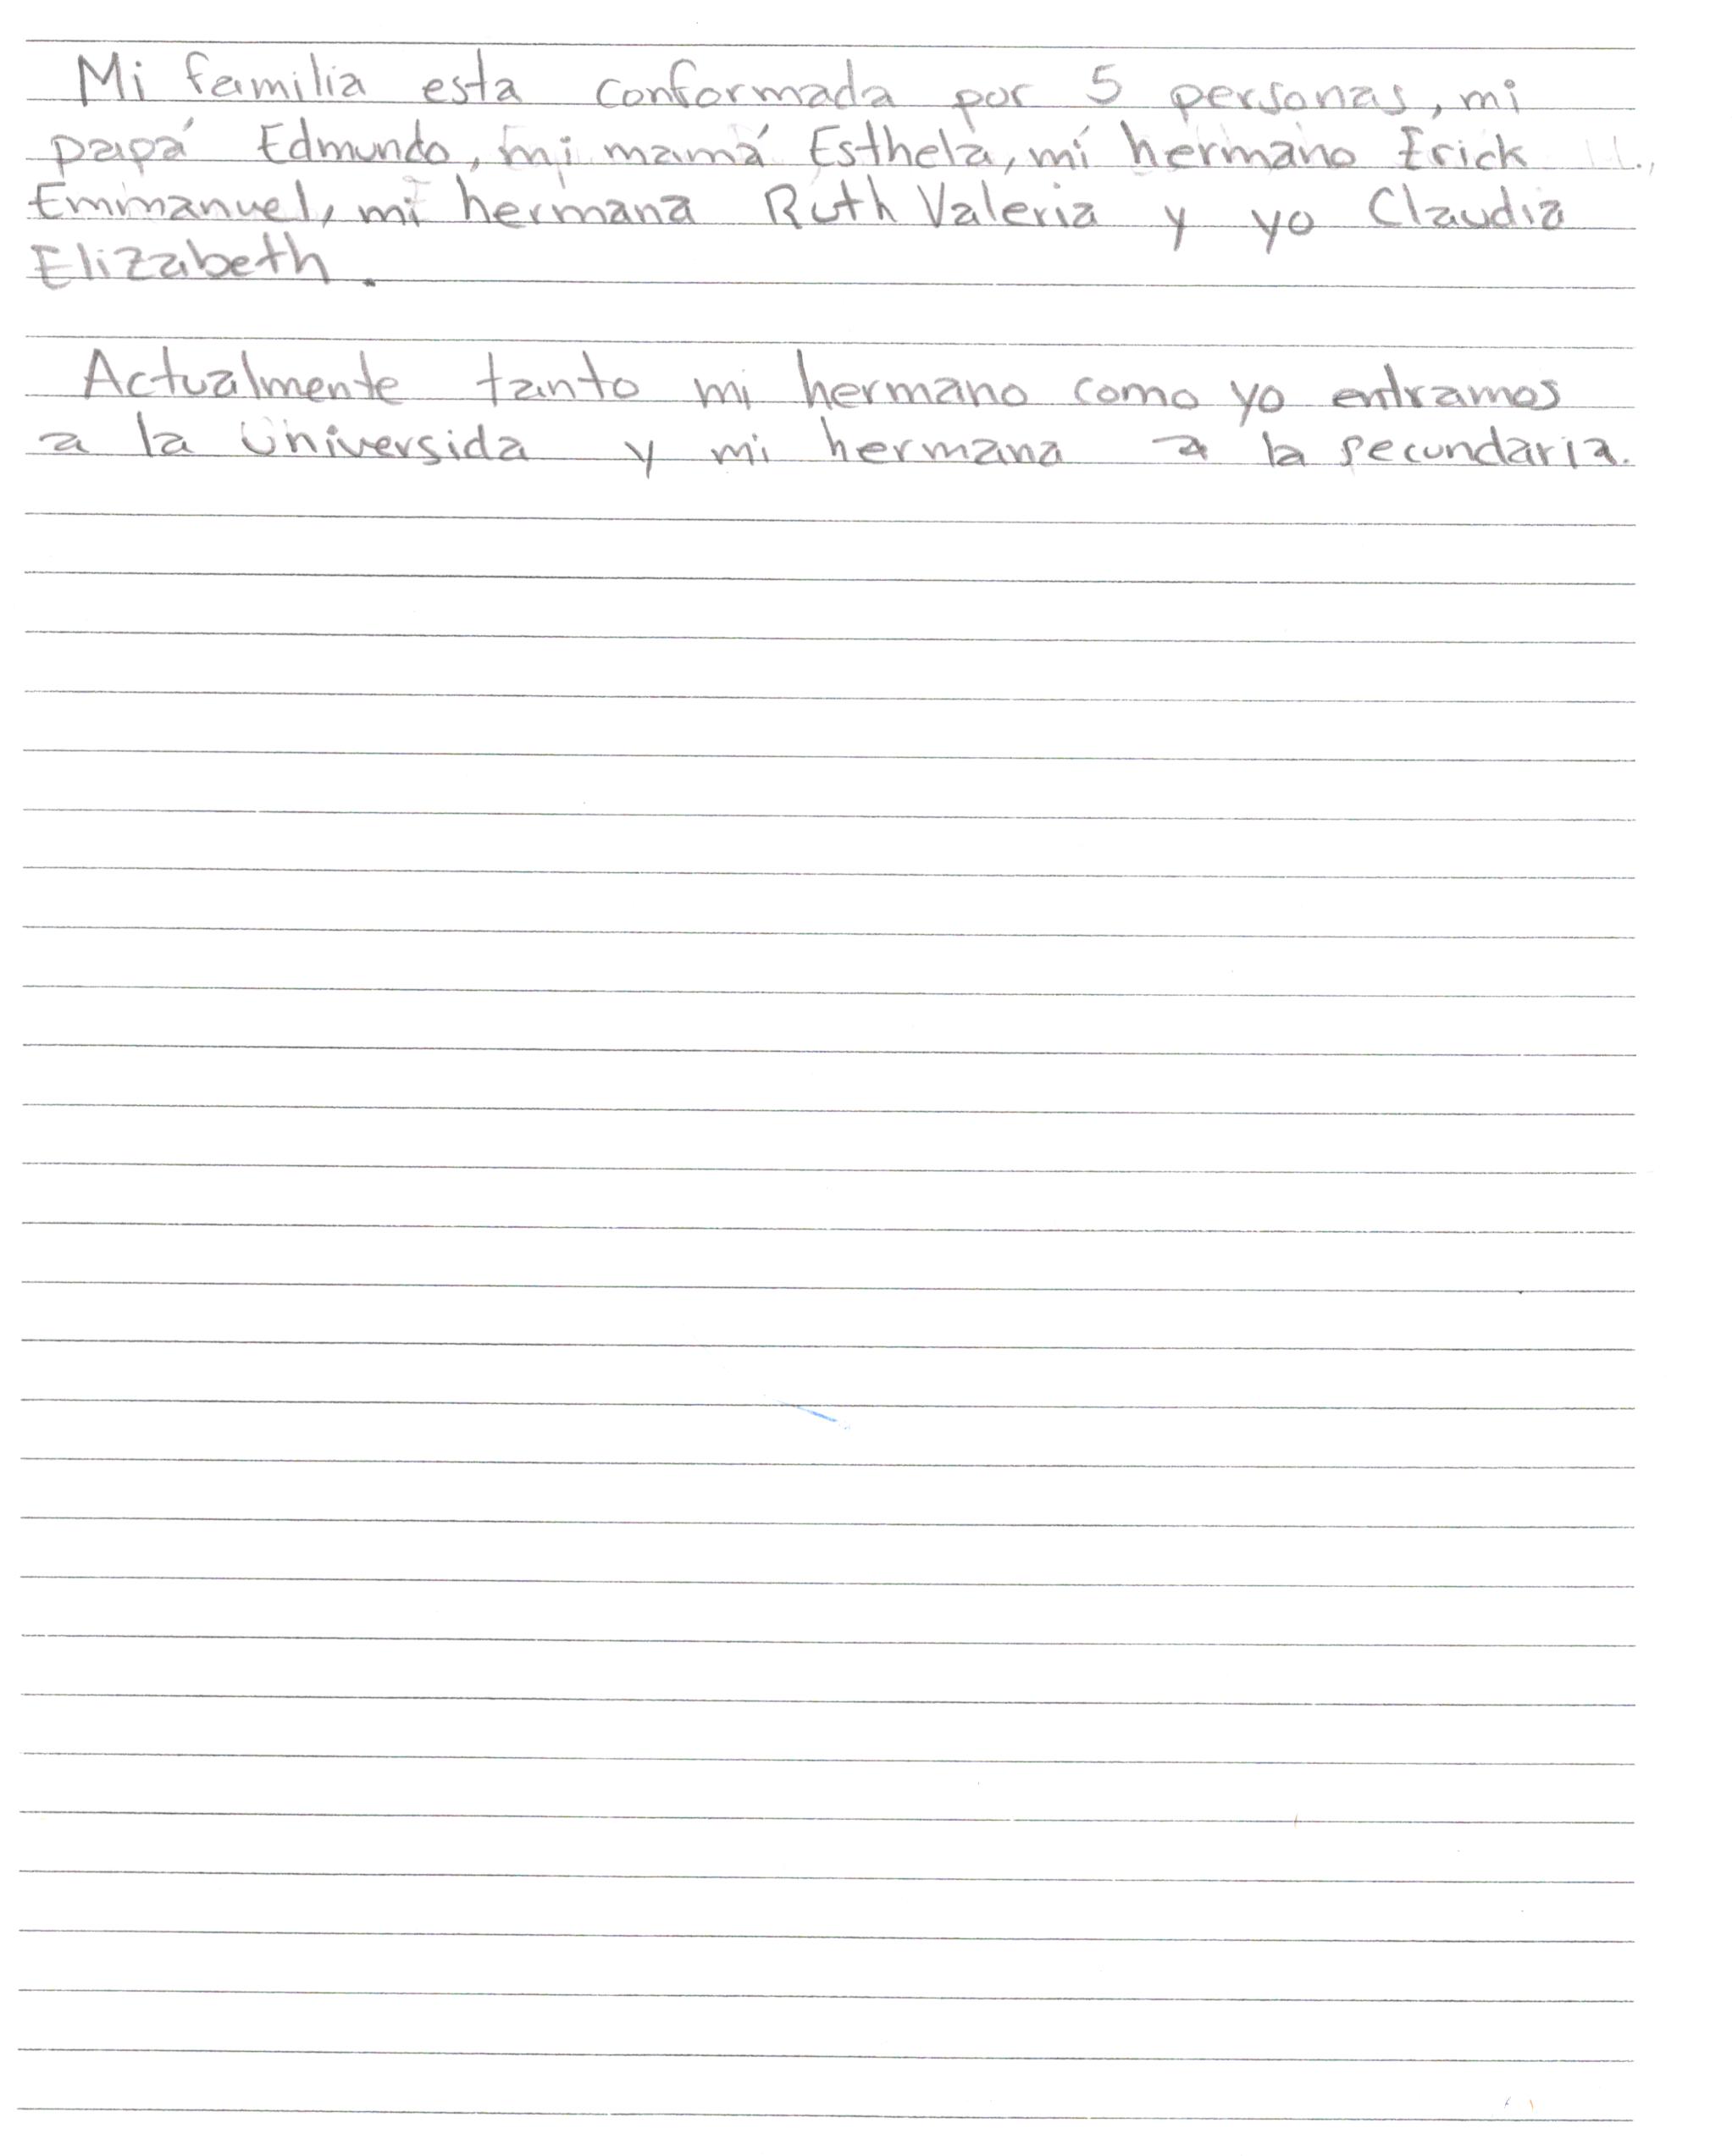 Mi familia esta conformada por 5 personas, mi
papá Edmundo, mi mamá Esthela, mi hermano Erick
Emmanuel, mi hermana Ruth Valeria y yo Claudia
Elizabeth.
Actualmente tanto mi hermano como yo entramos
a la Universida y mi hermana a la secundaria.